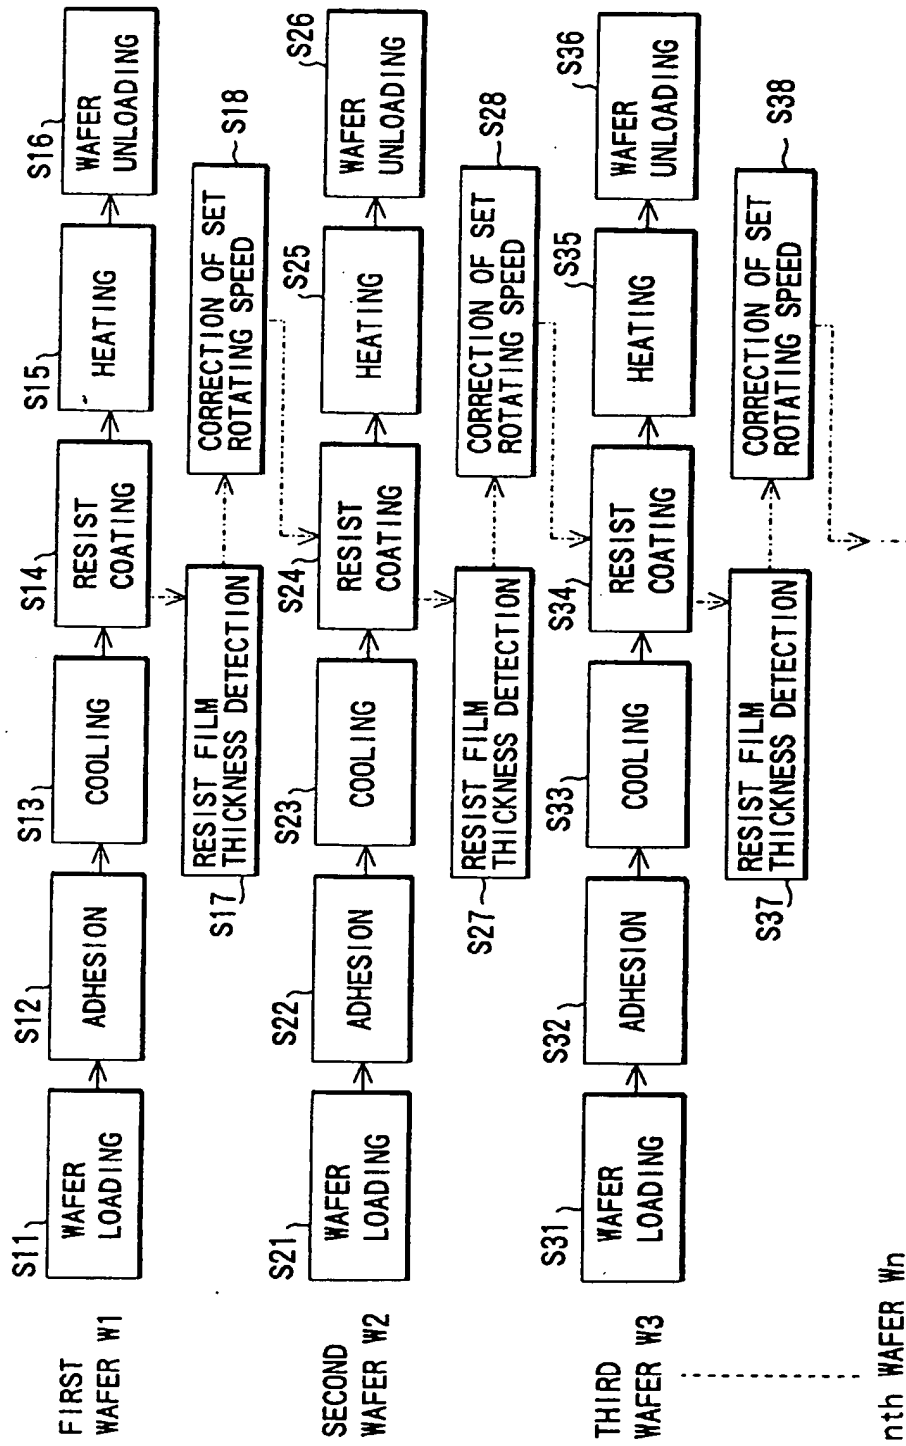 FIRST
WAFER W1
S11
WAFER
LOADING
S12
ADHESION
S13
COOLING
S14
RESIST
COATING
S15
HEATING
S16
WAFER
UNLOADING
S17
RESIST FILM
THICKNESS DETECTION
S18
CORRECTION OF SET
ROTATING SPEED
SECOND
WAFER W2
S21
WAFER
LOADING
S22
ADHESION
S23
COOLING
S24
RESIST
COATING
S25
HEATING
S26
WAFER
UNLOADING
S27
RESIST FILM
THICKNESS DETECTION
S28
CORRECTION OF SET
ROTATING SPEED
THIRD
WAFER W3
S31
WAFER
LOADING
S32
ADHESION
S33
COOLING
S34
RESIST
COATING
S35
HEATING
S36
WAFER
UNLOADING
S37
RESIST FILM
THICKNESS DETECTION
S38
CORRECTION OF SET
ROTATING SPEED
nth WAFER Wn